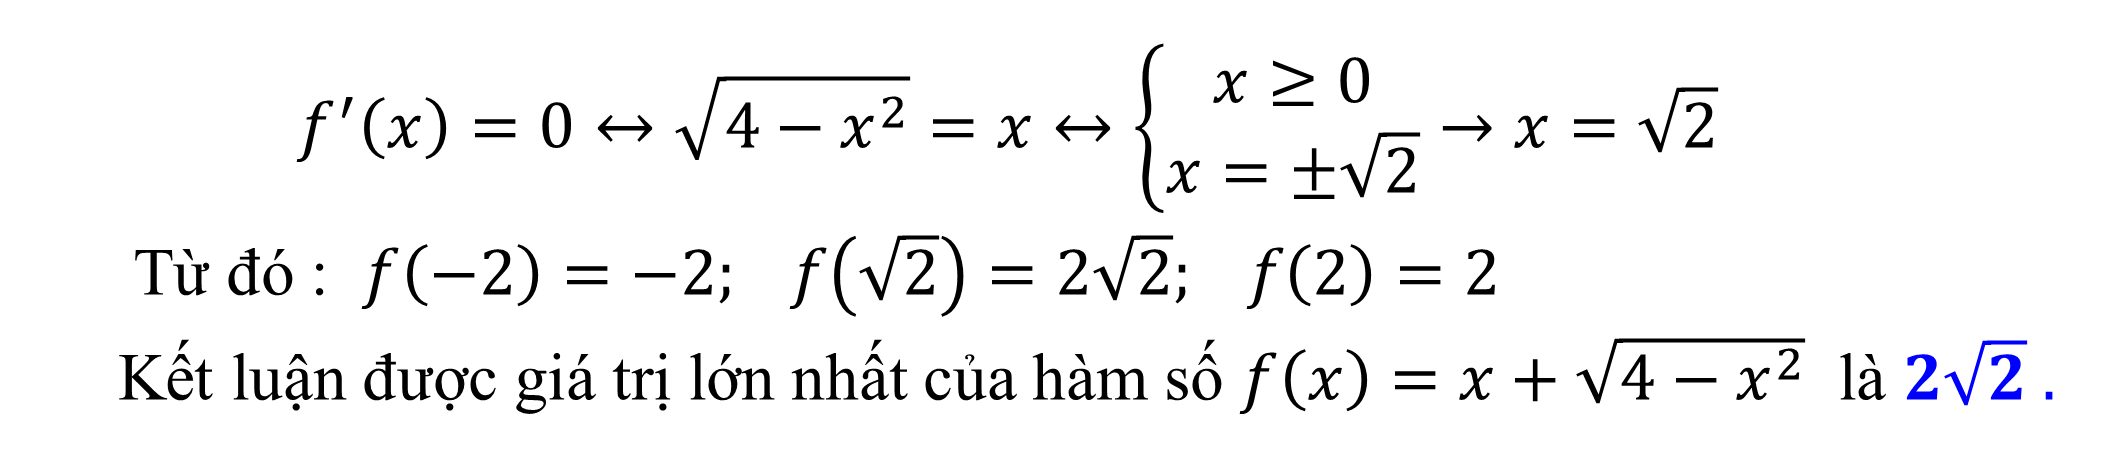 f′(x) = 0 ↔ √(4 − x²) = x ↔ { x ≥ 0 x = ±√2 → x = √2
Từ đó : f(−2) = −2; f(√2) = 2√2; f(2) = 2
Kết luận được giá trị lớn nhất của hàm số f(x) = x + √(4 − x²) là 2√2 .